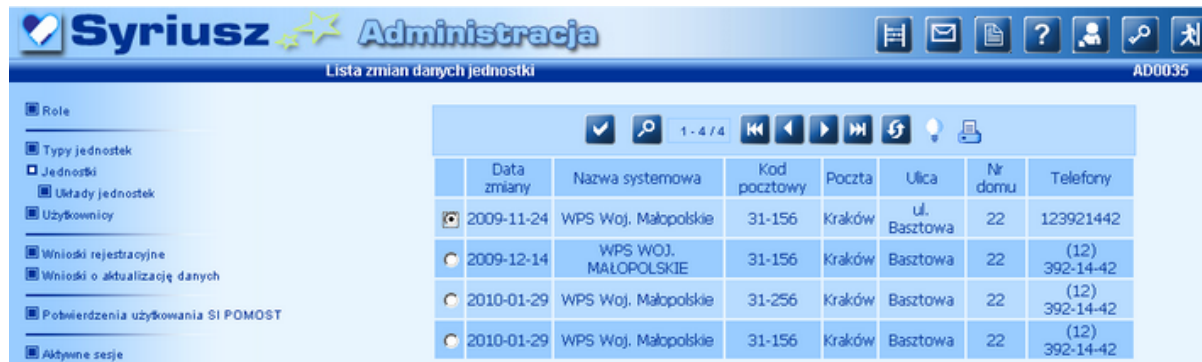 Syriusz Administracja
?
Lista zmian danych jednostki AD0035
Role
Typy jednostek
Jednostki
Układy jednostek
Użytkownicy
Wnioski rejestracyjne
Wnioski o aktualizację danych
Potwierdzenia użytkowania SI POMOST
Aktywne sesje
1 - 4 / 4
Data zmiany Nazwa systemowa Kod pocztowy Poczta Ulica Nr domu Telefony
2009-11-24 WPS Woj. Małopolskie 31-156 Kraków ul. Basztowa 22 123921442
2009-12-14 WPS WOJ. MAŁOPOLSKIE 31-156 Kraków Basztowa 22 (12) 392-14-42
2010-01-29 WPS Woj. Małopolskie 31-256 Kraków Basztowa 22 (12) 392-14-42
2010-01-29 WPS Woj. Małopolskie 31-156 Kraków Basztowa 22 (12) 392-14-42